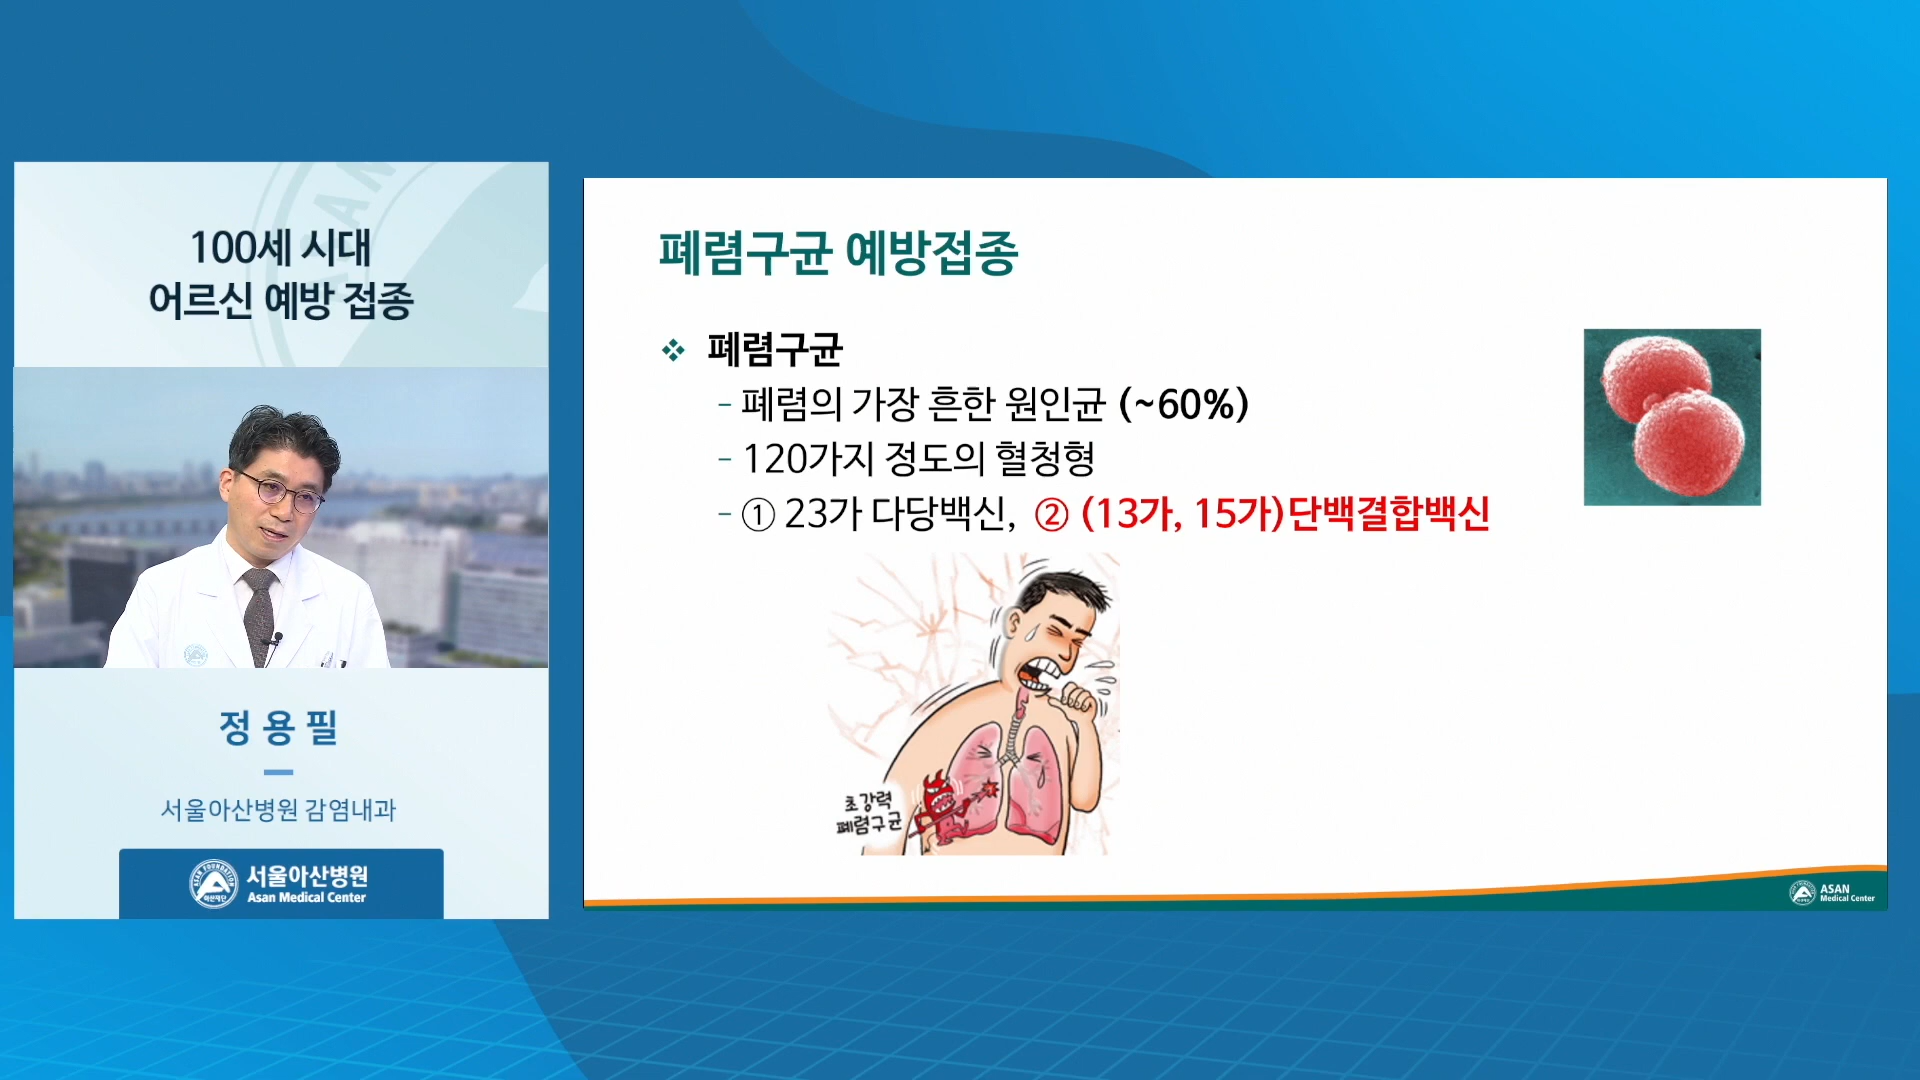 100세 시대
어르신 예방 접종
정 용 필
서울아산병원 감염내과
서울아산병원
Asan Medical Center
폐렴구균 예방접종
❖ 폐렴구균
– 폐렴의 가장 흔한 원인균 (~60%)
– 120가지 정도의 혈청형
– ① 23가 다당백신, ② (13가, 15가)단백결합백신
초강력
폐렴구균
ASAN
Medical Center